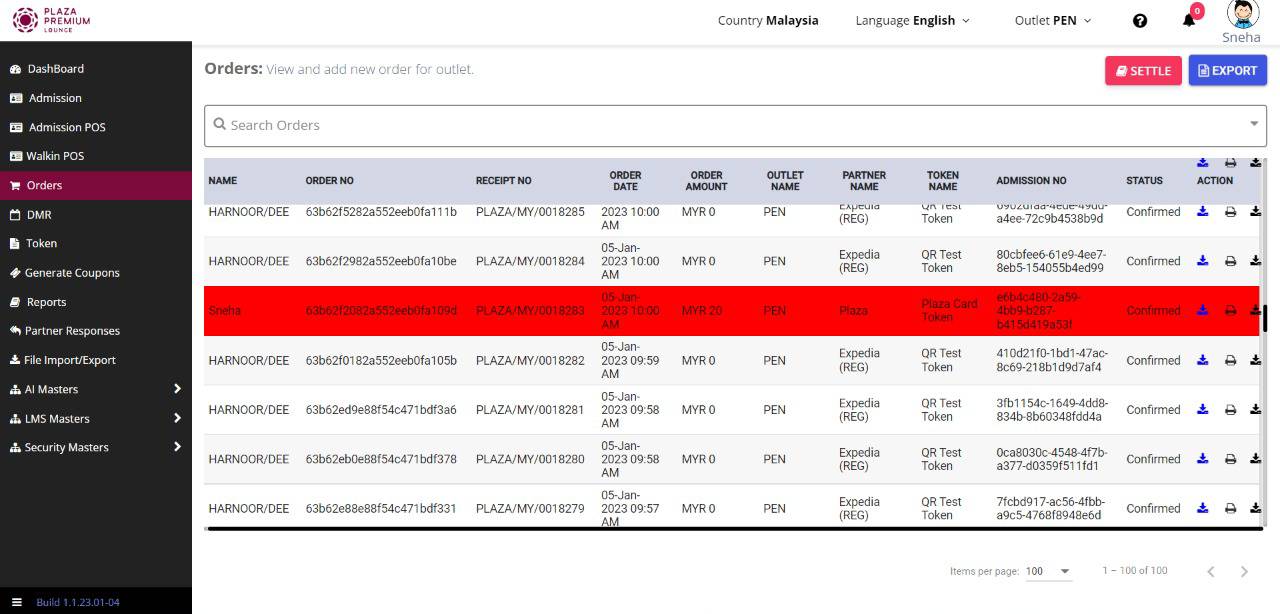 PLAZA
PREMIUM
LOUNGE
Country Malaysia
Language English
Outlet PEN
0
Sneha
DashBoard
Admission
Admission POS
Walkin POS
Orders
DMR
Token
Generate Coupons
Reports
Partner Responses
File Import/Export
AI Masters
LMS Masters
Security Masters
Build 1.1.23.01-04
Orders: View and add new order for outlet.
SETTLE
EXPORT
Search Orders
NAME ORDER NO RECEIPT NO ORDER DATE ORDER AMOUNT OUTLET NAME PARTNER NAME TOKEN NAME ADMISSION NO STATUS ACTION
HARNOOR/DEE 63b62f5282a552eeb0fa111b PLAZA/MY/0018285 2023 10:00 AM MYR 0 PEN Expedia (REG) QR Test Token a4ee-72c9b4538b9d Confirmed
HARNOOR/DEE 63b62f2982a552eeb0fa10be PLAZA/MY/0018284 05-Jan-2023 10:00 AM MYR 0 PEN Expedia (REG) QR Test Token 80cbfee6-61e9-4ee7-8eb5-154055b4ed99 Confirmed
Sneha 63b62f2082a552eeb0fa109d PLAZA/MY/0018283 05-Jan-2023 10:00 AM MYR 20 PEN Plaza Plaza Card Token e6b4c480-2a59-4bb9-b287-b415d419a53f Confirmed
HARNOOR/DEE 63b62f0182a552eeb0fa105b PLAZA/MY/0018282 05-Jan-2023 09:59 AM MYR 0 PEN Expedia (REG) QR Test Token 410d21f0-1bd1-47ac-8c69-218b1d9d7af4 Confirmed
HARNOOR/DEE 63b62ed9e88f54c471bdf3a6 PLAZA/MY/0018281 05-Jan-2023 09:58 AM MYR 0 PEN Expedia (REG) QR Test Token 3fb1154c-1649-4dd8-834b-8b60348fdd4a Confirmed
HARNOOR/DEE 63b62eb0e88f54c471bdf378 PLAZA/MY/0018280 05-Jan-2023 09:58 AM MYR 0 PEN Expedia (REG) QR Test Token 0ca8030c-4548-4f7b-a377-d0359f511fd1 Confirmed
HARNOOR/DEE 63b62e88e88f54c471bdf331 PLAZA/MY/0018279 05-Jan-2023 09:57 AM MYR 0 PEN Expedia (REG) QR Test Token 7fcbd917-ac56-4fbb-a9c5-4768f8948e6d Confirmed
Items per page: 100
1 – 100 of 100